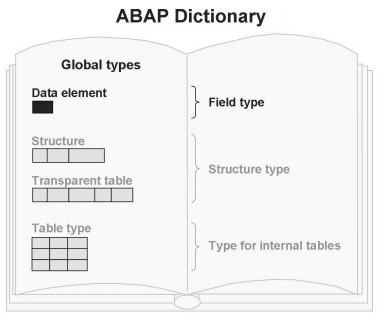 ABAP Dictionary
Global types
Data element
Field type
Structure
Structure type
Transparent table
Table type
Type for internal tables